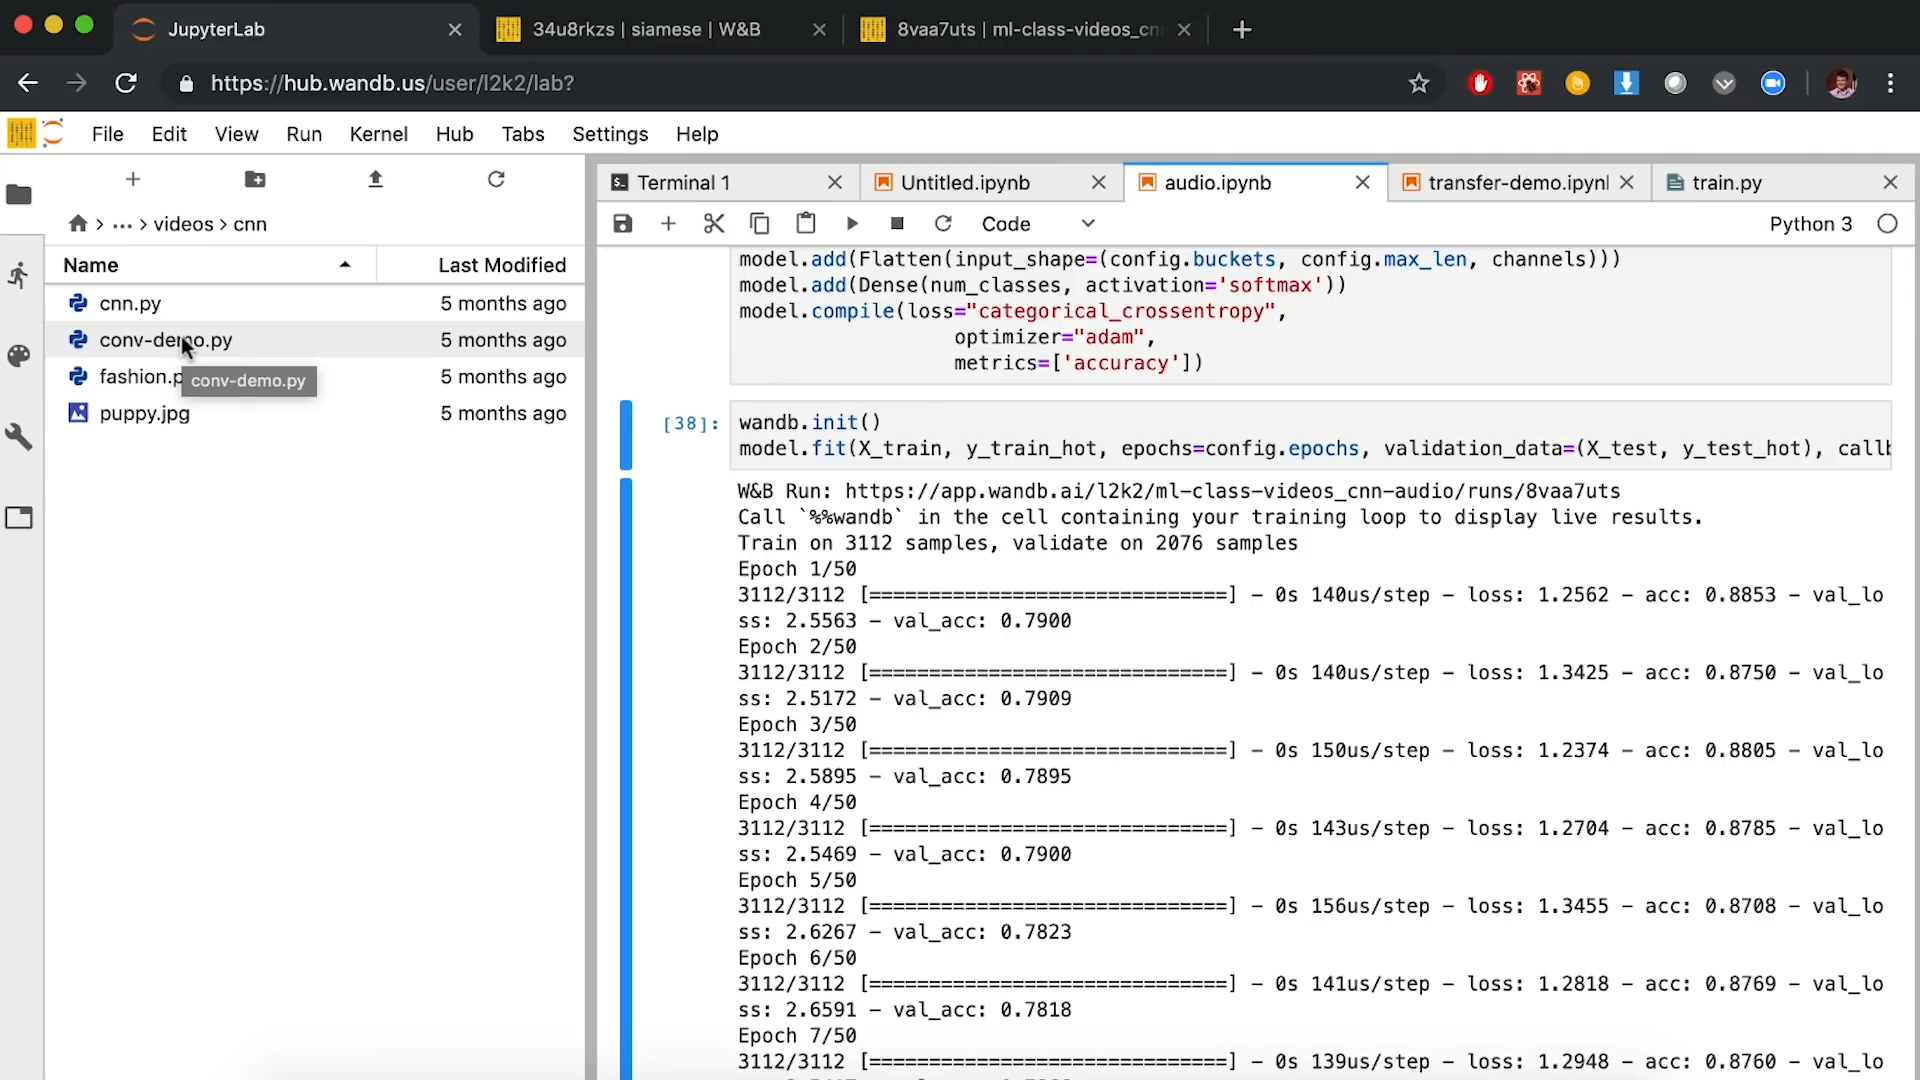 JupyterLab
34u8rkzs | siamese | W&B
8vaa7uts | ml-class-videos_cn
https://hub.wandb.us/user/l2k2/lab?
File Edit View Run Kernel Hub Tabs Settings Help
Terminal 1
Untitled.ipynb
audio.ipynb
transfer-demo.ipynl
train.py
Code
Python 3
... > videos > cnn
Name
Last Modified
cnn.py 5 months ago
conv-demo.py 5 months ago
fashion.p 5 months ago
conv-demo.py
puppy.jpg 5 months ago
model.add(Flatten(input_shape=(config.buckets, config.max_len, channels)))
model.add(Dense(num_classes, activation='softmax'))
model.compile(loss="categorical_crossentropy",
optimizer="adam",
metrics=['accuracy'])
[38]:
wandb.init()
model.fit(X_train, y_train_hot, epochs=config.epochs, validation_data=(X_test, y_test_hot), callb
W&B Run: https://app.wandb.ai/l2k2/ml-class-videos_cnn-audio/runs/8vaa7uts
Call `%%wandb` in the cell containing your training loop to display live results.
Train on 3112 samples, validate on 2076 samples
Epoch 1/50
3112/3112 [==============================] - 0s 140us/step - loss: 1.2562 - acc: 0.8853 - val_lo
ss: 2.5563 - val_acc: 0.7900
Epoch 2/50
3112/3112 [==============================] - 0s 140us/step - loss: 1.3425 - acc: 0.8750 - val_lo
ss: 2.5172 - val_acc: 0.7909
Epoch 3/50
3112/3112 [==============================] - 0s 150us/step - loss: 1.2374 - acc: 0.8805 - val_lo
ss: 2.5895 - val_acc: 0.7895
Epoch 4/50
3112/3112 [==============================] - 0s 143us/step - loss: 1.2704 - acc: 0.8785 - val_lo
ss: 2.5469 - val_acc: 0.7900
Epoch 5/50
3112/3112 [==============================] - 0s 156us/step - loss: 1.3455 - acc: 0.8708 - val_lo
ss: 2.6267 - val_acc: 0.7823
Epoch 6/50
3112/3112 [==============================] - 0s 141us/step - loss: 1.2818 - acc: 0.8769 - val_lo
ss: 2.6591 - val_acc: 0.7818
Epoch 7/50
3112/3112 [==============================] - 0s 139us/step - loss: 1.2948 - acc: 0.8760 - val_lo